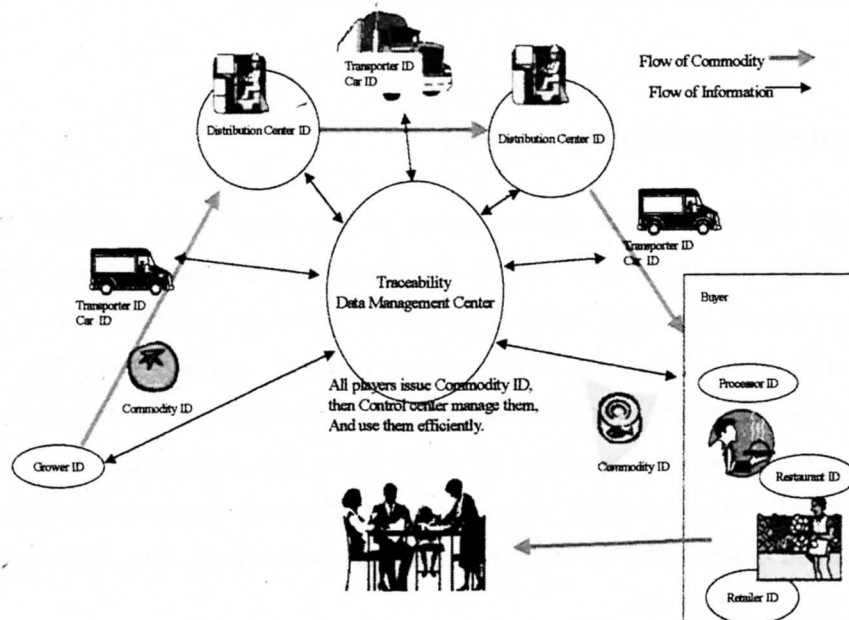 Transporter ID
Car ID
Flow of Commodity
Flow of Information
Distribution Center ID
Distribution Center ID
Transporter ID
Car ID
Traceability
Data Management Center
Transporter ID
Car ID
Buyer
Commodity ID
All players issue Commodity ID,
then Control center manage them,
And use them efficiently.
Processor ID
Grower ID
Commodity ID
Restaurant ID
Retailer ID